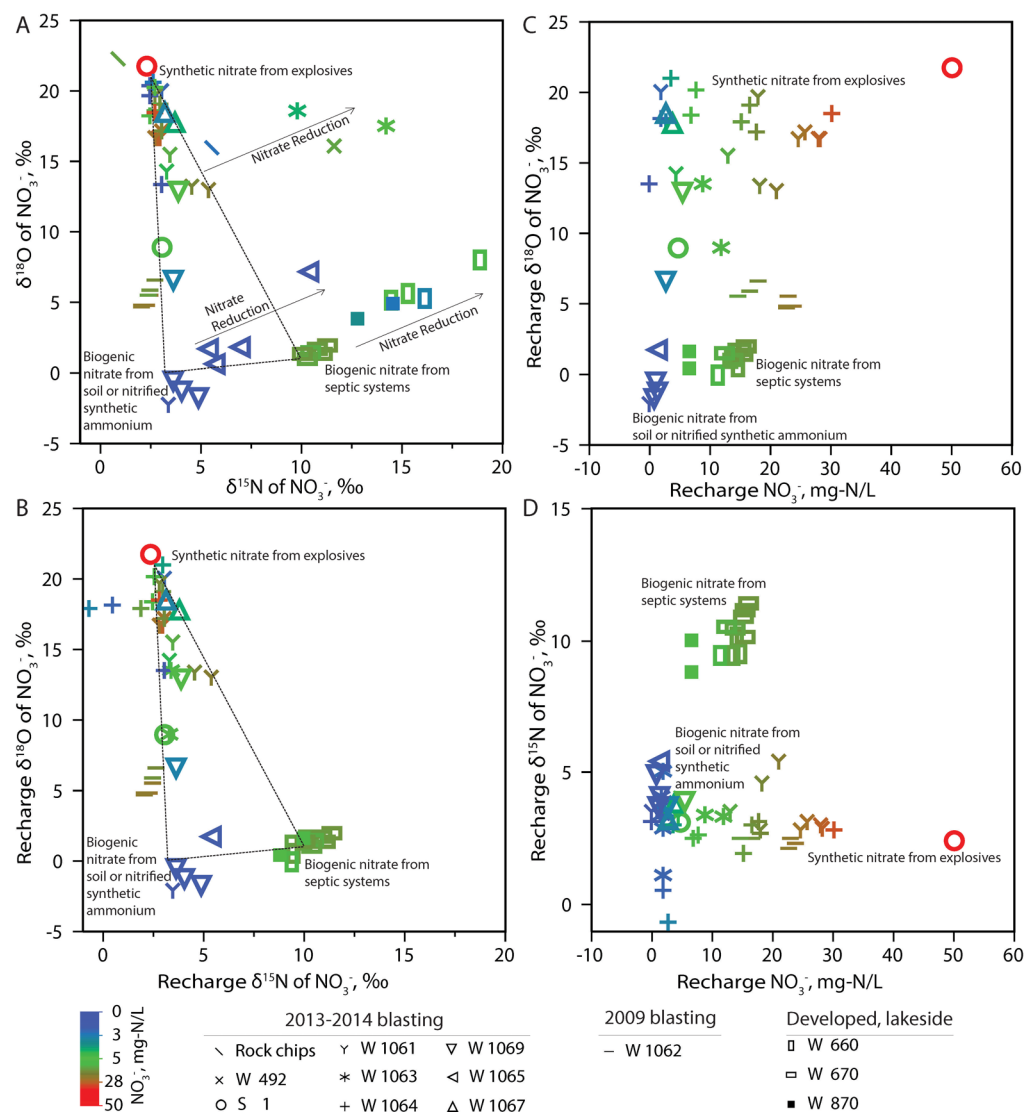 A
25
20
15
10
5
0
-5
δ¹⁸O of NO₃⁻, ‰
Synthetic nitrate from explosives
Nitrate Reduction
Nitrate
Reduction
Nitrate Reduction
Biogenic
nitrate from
soil or nitrified
synthetic
ammonium
Biogenic nitrate from
septic systems
0
5
10
15
20
δ¹⁵N of NO₃⁻, ‰
C
25
20
15
10
5
0
-5
Recharge δ¹⁸O of NO₃⁻, ‰
Synthetic nitrate from explosives
Biogenic nitrate from
septic systems
Biogenic nitrate from
soil or nitrified synthetic ammonium
-10
0
10
20
30
40
50
60
Recharge NO₃⁻, mg-N/L
B
25
20
15
10
5
0
-5
Recharge δ¹⁸O of NO₃⁻, ‰
Synthetic nitrate from explosives
Biogenic
nitrate from
soil or nitrified
synthetic
ammonium
Biogenic nitrate from
septic systems
0
5
10
15
20
Recharge δ¹⁵N of NO₃⁻, ‰
D
15
10
5
0
Recharge δ¹⁵N of NO₃⁻, ‰
Biogenic nitrate from
septic systems
Biogenic nitrate from
soil or nitrified
synthetic
ammonium
Synthetic nitrate from explosives
-10
0
10
20
30
40
50
60
Recharge NO₃⁻, mg-N/L
0
3
5
28
50
NO₃⁻, mg-N/L
2013-2014 blasting
Rock chips
W 492
S 1
W 1061
W 1063
W 1064
W 1069
W 1065
W 1067
2009 blasting
W 1062
Developed, lakeside
W 660
W 670
W 870